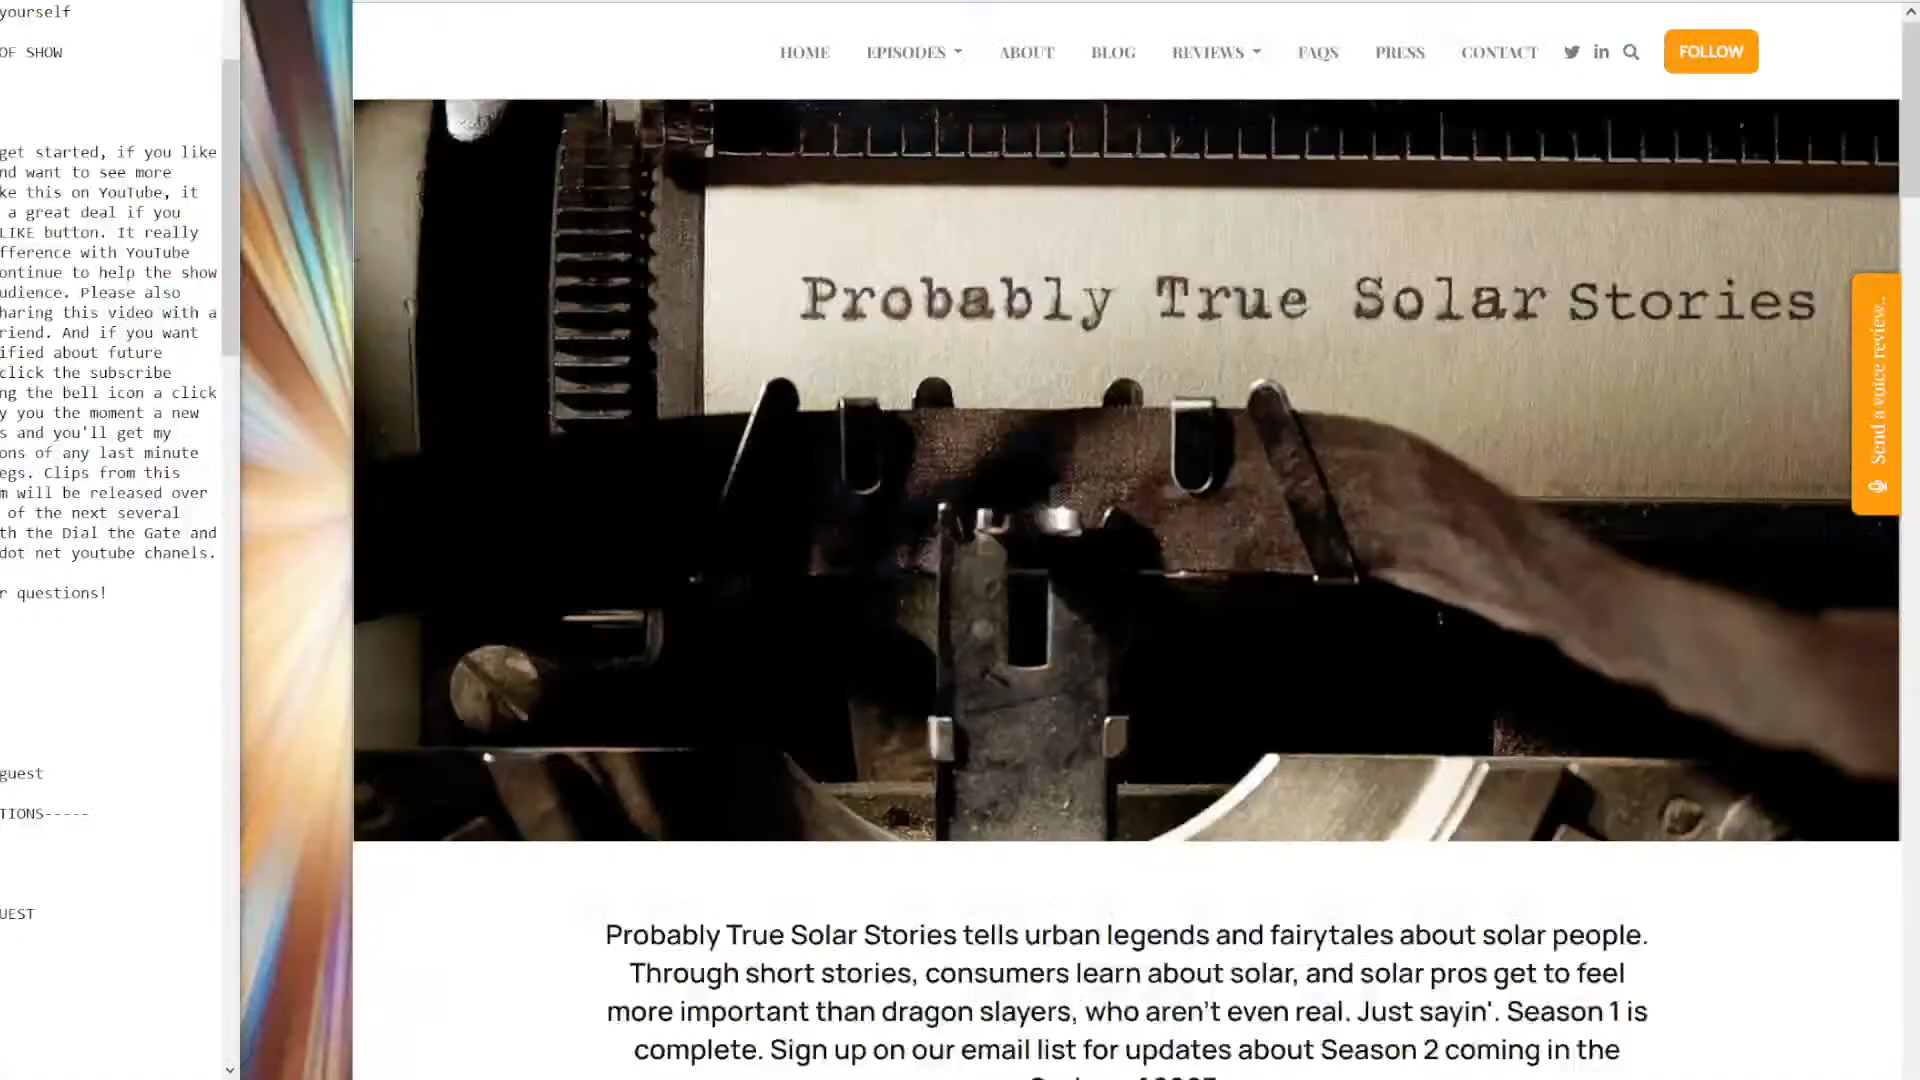 yourself
OF SHOW
get started, if you like
nd want to see more
ke this on YouTube, it
a great deal if you
LIKE button. It really
fference with YouTube
ontinue to help the show
udience. Please also
haring this video with a
riend. And if you want
ified about future
click the subscribe
ng the bell icon a click
y you the moment a new
s and you'll get my
ons of any last minute
egs. Clips from this
m will be released over
of the next several
th the Dial the Gate and
dot net youtube chanels.
r questions!
guest
TIONS-----
UEST
HOME EPISODES ABOUT BLOG REVIEWS FAQS PRESS CONTACT FOLLOW
Probably True Solar Stories
Send a voice review...
Probably True Solar Stories tells urban legends and fairytales about solar people.
Through short stories, consumers learn about solar, and solar pros get to feel
more important than dragon slayers, who aren't even real. Just sayin'. Season 1 is
complete. Sign up on our email list for updates about Season 2 coming in the